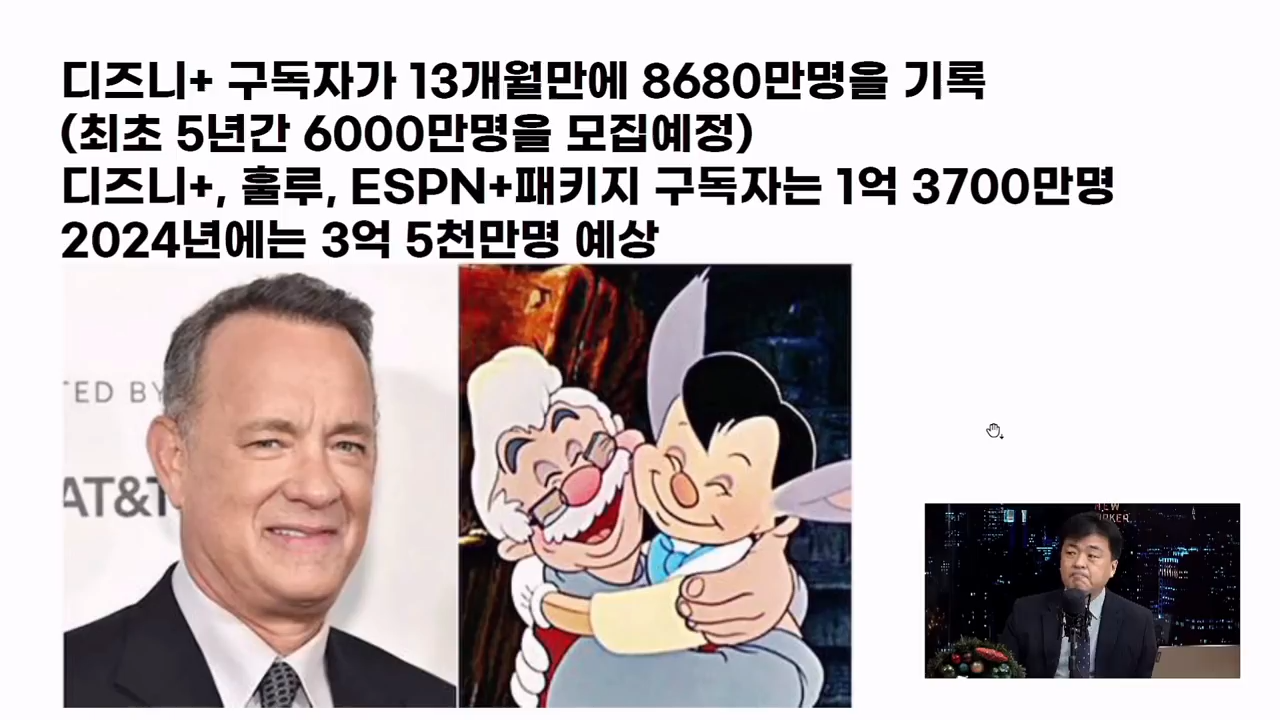 디즈니+ 구독자가 13개월만에 8680만명을 기록
(최초 5년간 6000만명을 모집예정)
디즈니+, 훌루, ESPN+패키지 구독자는 1억 3700만명
2024년에는 3억 5천만명 예상
TED BY
AT&T